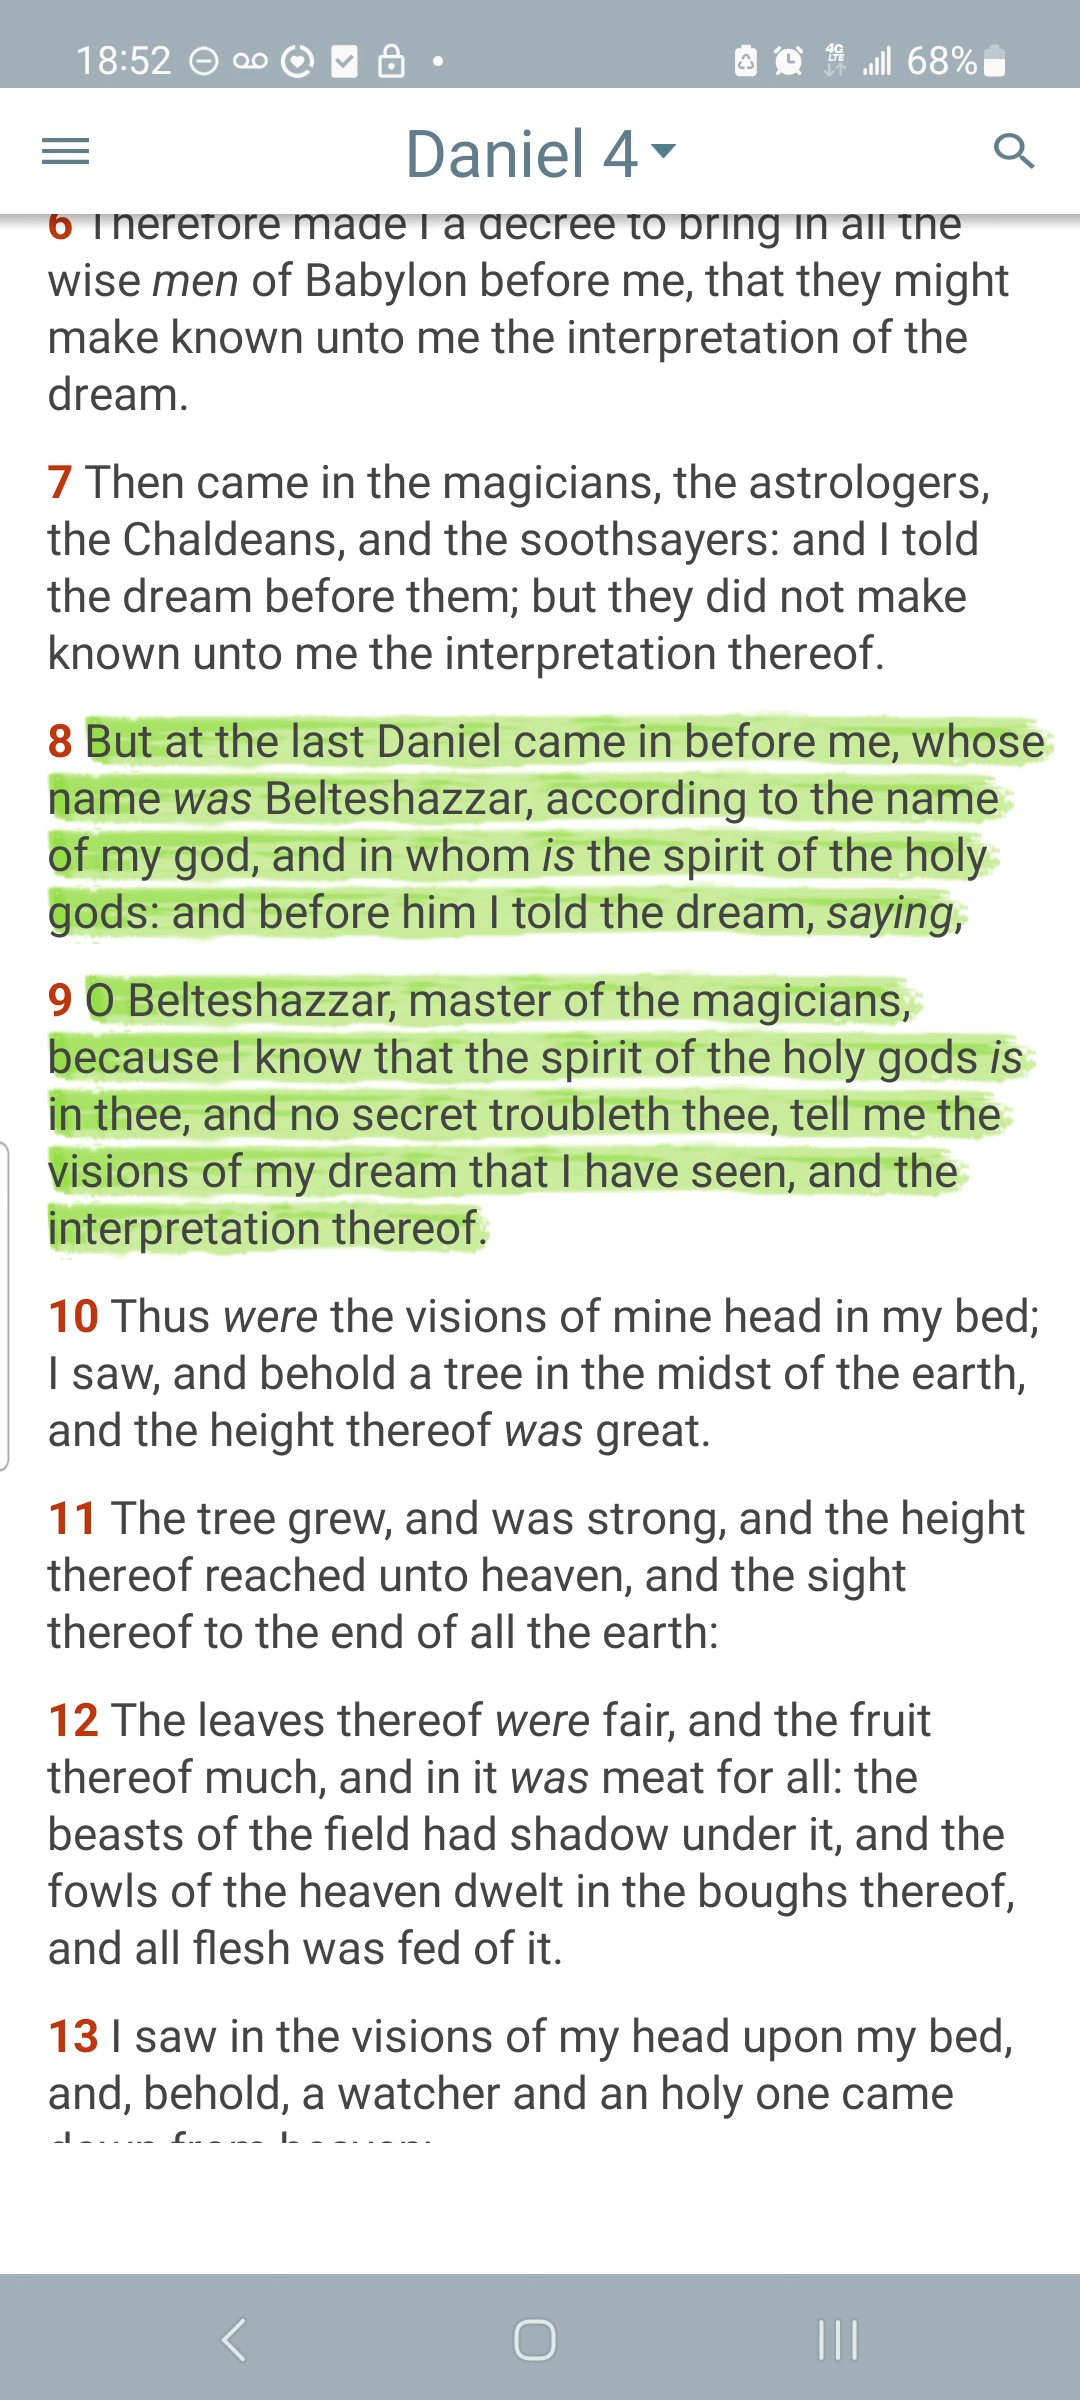 18:52
4G LTE 68%
Daniel 4
6 Therefore made I a decree to bring in all the
wise men of Babylon before me, that they might
make known unto me the interpretation of the
dream.
7 Then came in the magicians, the astrologers,
the Chaldeans, and the soothsayers: and I told
the dream before them; but they did not make
known unto me the interpretation thereof.
8 But at the last Daniel came in before me, whose
name was Belteshazzar, according to the name
of my god, and in whom is the spirit of the holy
gods: and before him I told the dream, saying,
9 O Belteshazzar, master of the magicians,
because I know that the spirit of the holy gods is
in thee, and no secret troubleth thee, tell me the
visions of my dream that I have seen, and the
interpretation thereof.
10 Thus were the visions of mine head in my bed;
I saw, and behold a tree in the midst of the earth,
and the height thereof was great.
11 The tree grew, and was strong, and the height
thereof reached unto heaven, and the sight
thereof to the end of all the earth:
12 The leaves thereof were fair, and the fruit
thereof much, and in it was meat for all: the
beasts of the field had shadow under it, and the
fowls of the heaven dwelt in the boughs thereof,
and all flesh was fed of it.
13 I saw in the visions of my head upon my bed,
and, behold, a watcher and an holy one came